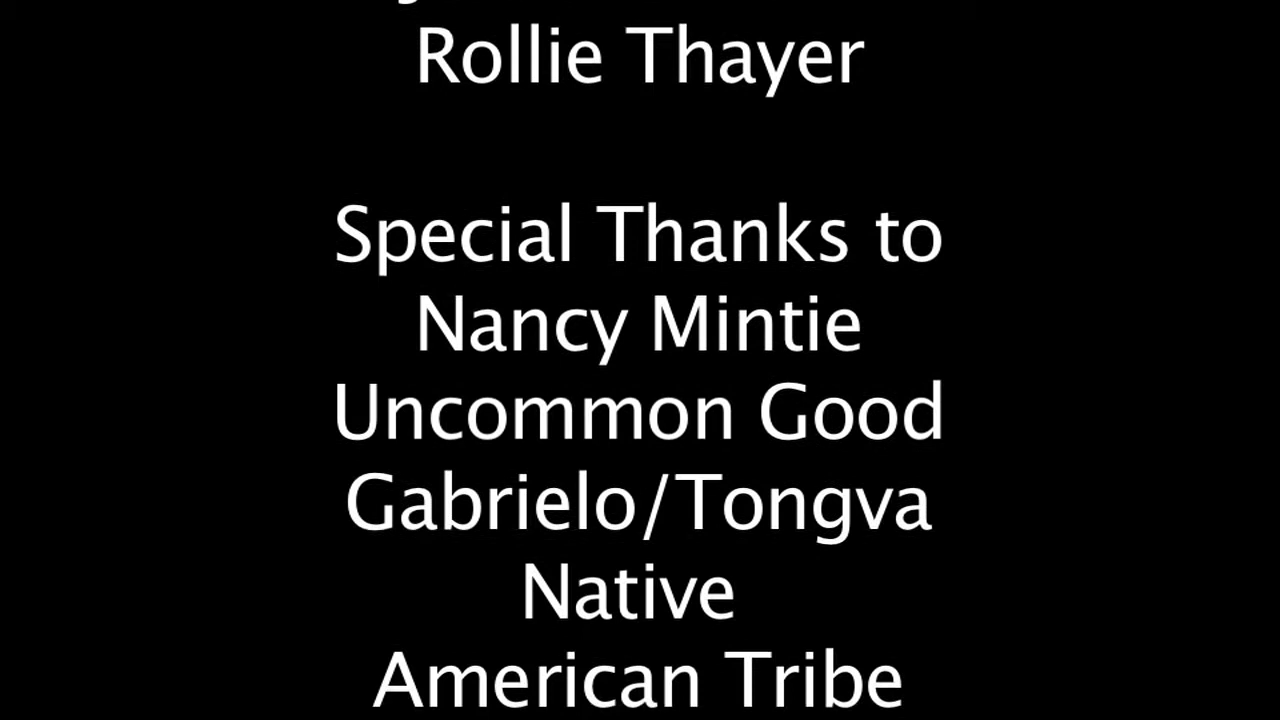 Rollie Thayer
Special Thanks to
Nancy Mintie
Uncommon Good
Gabrielo/Tongva
Native
American Tribe